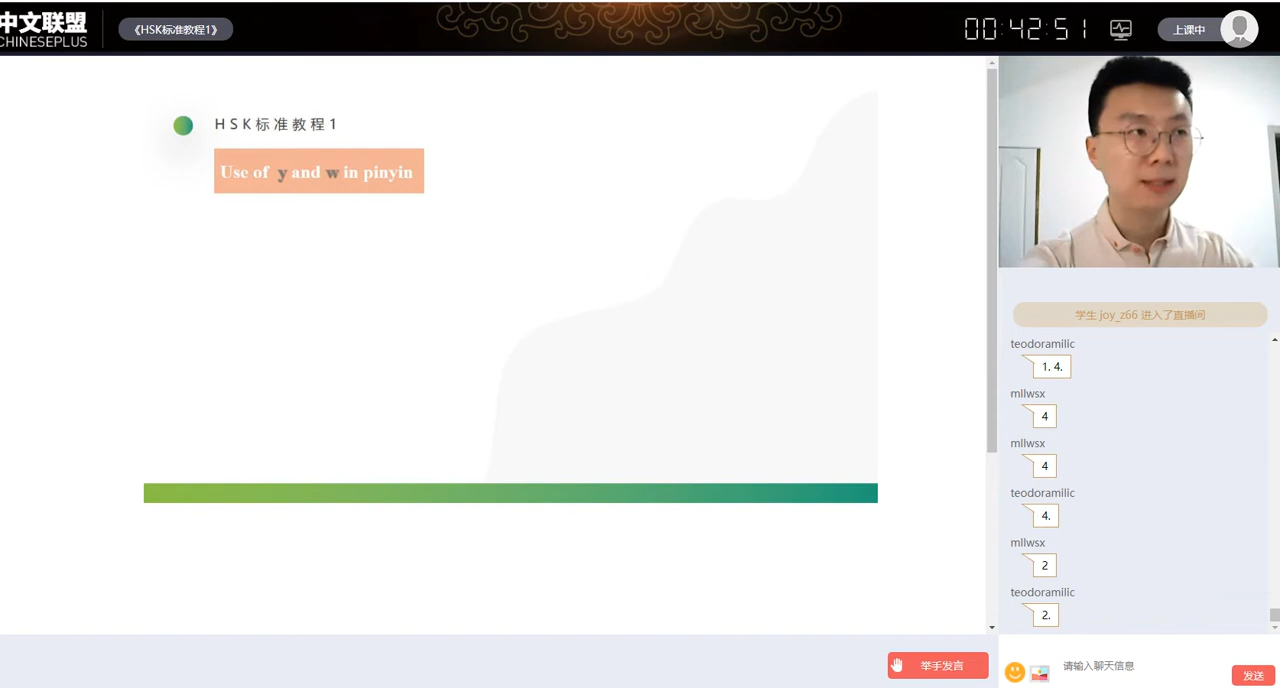 中文联盟
CHINESEPLUS
《HSK标准教程1》
00:42:51
上课中
HSK标准教程1
Use of y and w in pinyin
学生 joy_z66 进入了直播间
teodoramilic
1. 4.
mllwsx
4
mllwsx
4
teodoramilic
4.
mllwsx
2
teodoramilic
2.
举手发言
请输入聊天信息
发送